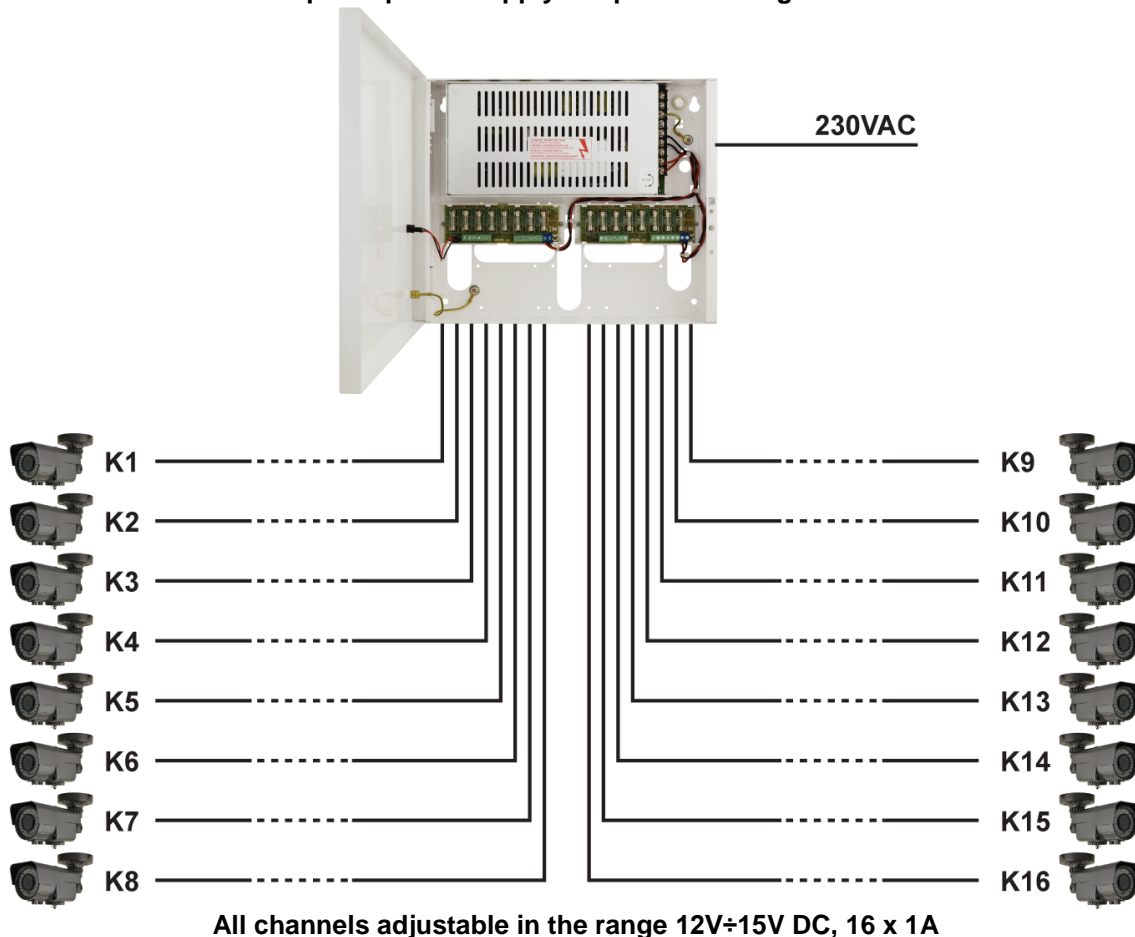 230VAC
K1
K2
K3
K4
K5
K6
K7
K8
K9
K10
K11
K12
K13
K14
K15
K16
All channels adjustable in the range 12V÷15V DC, 16 x 1A